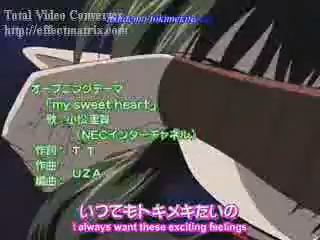 Total Video Converter
http://effectmatrix.com
オープニングテーマ
「my sweet heart」
歌:小松里賀
(NECインターチャネル)
作詞: T T
作曲:
編曲: UZA
いつでもトキメキたいの
I always want these exciting feelings